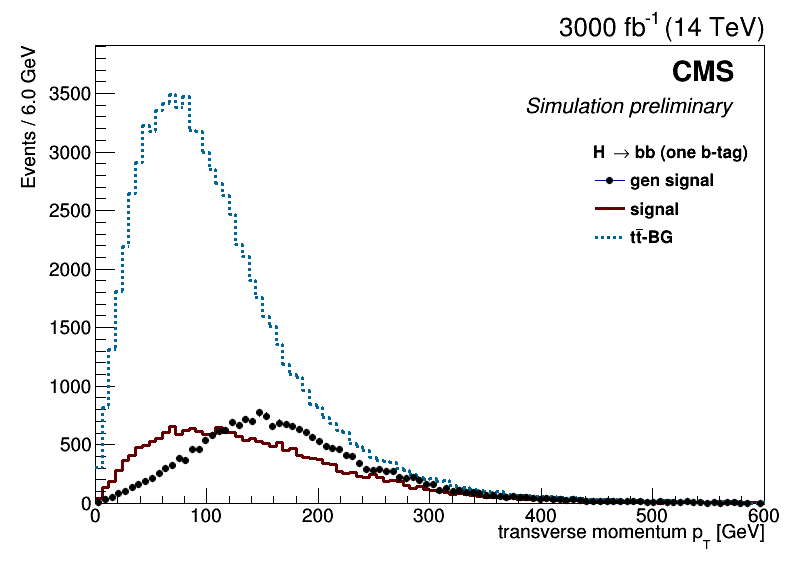 3000 fb⁻¹ (14 TeV)
CMS
Simulation preliminary
H → bb (one b-tag)
gen signal
signal
tt̄-BG
Events / 6.0 GeV
3500
3000
2500
2000
1500
1000
500
0
0 100 200 300 400 500 600
transverse momentum p_T [GeV]